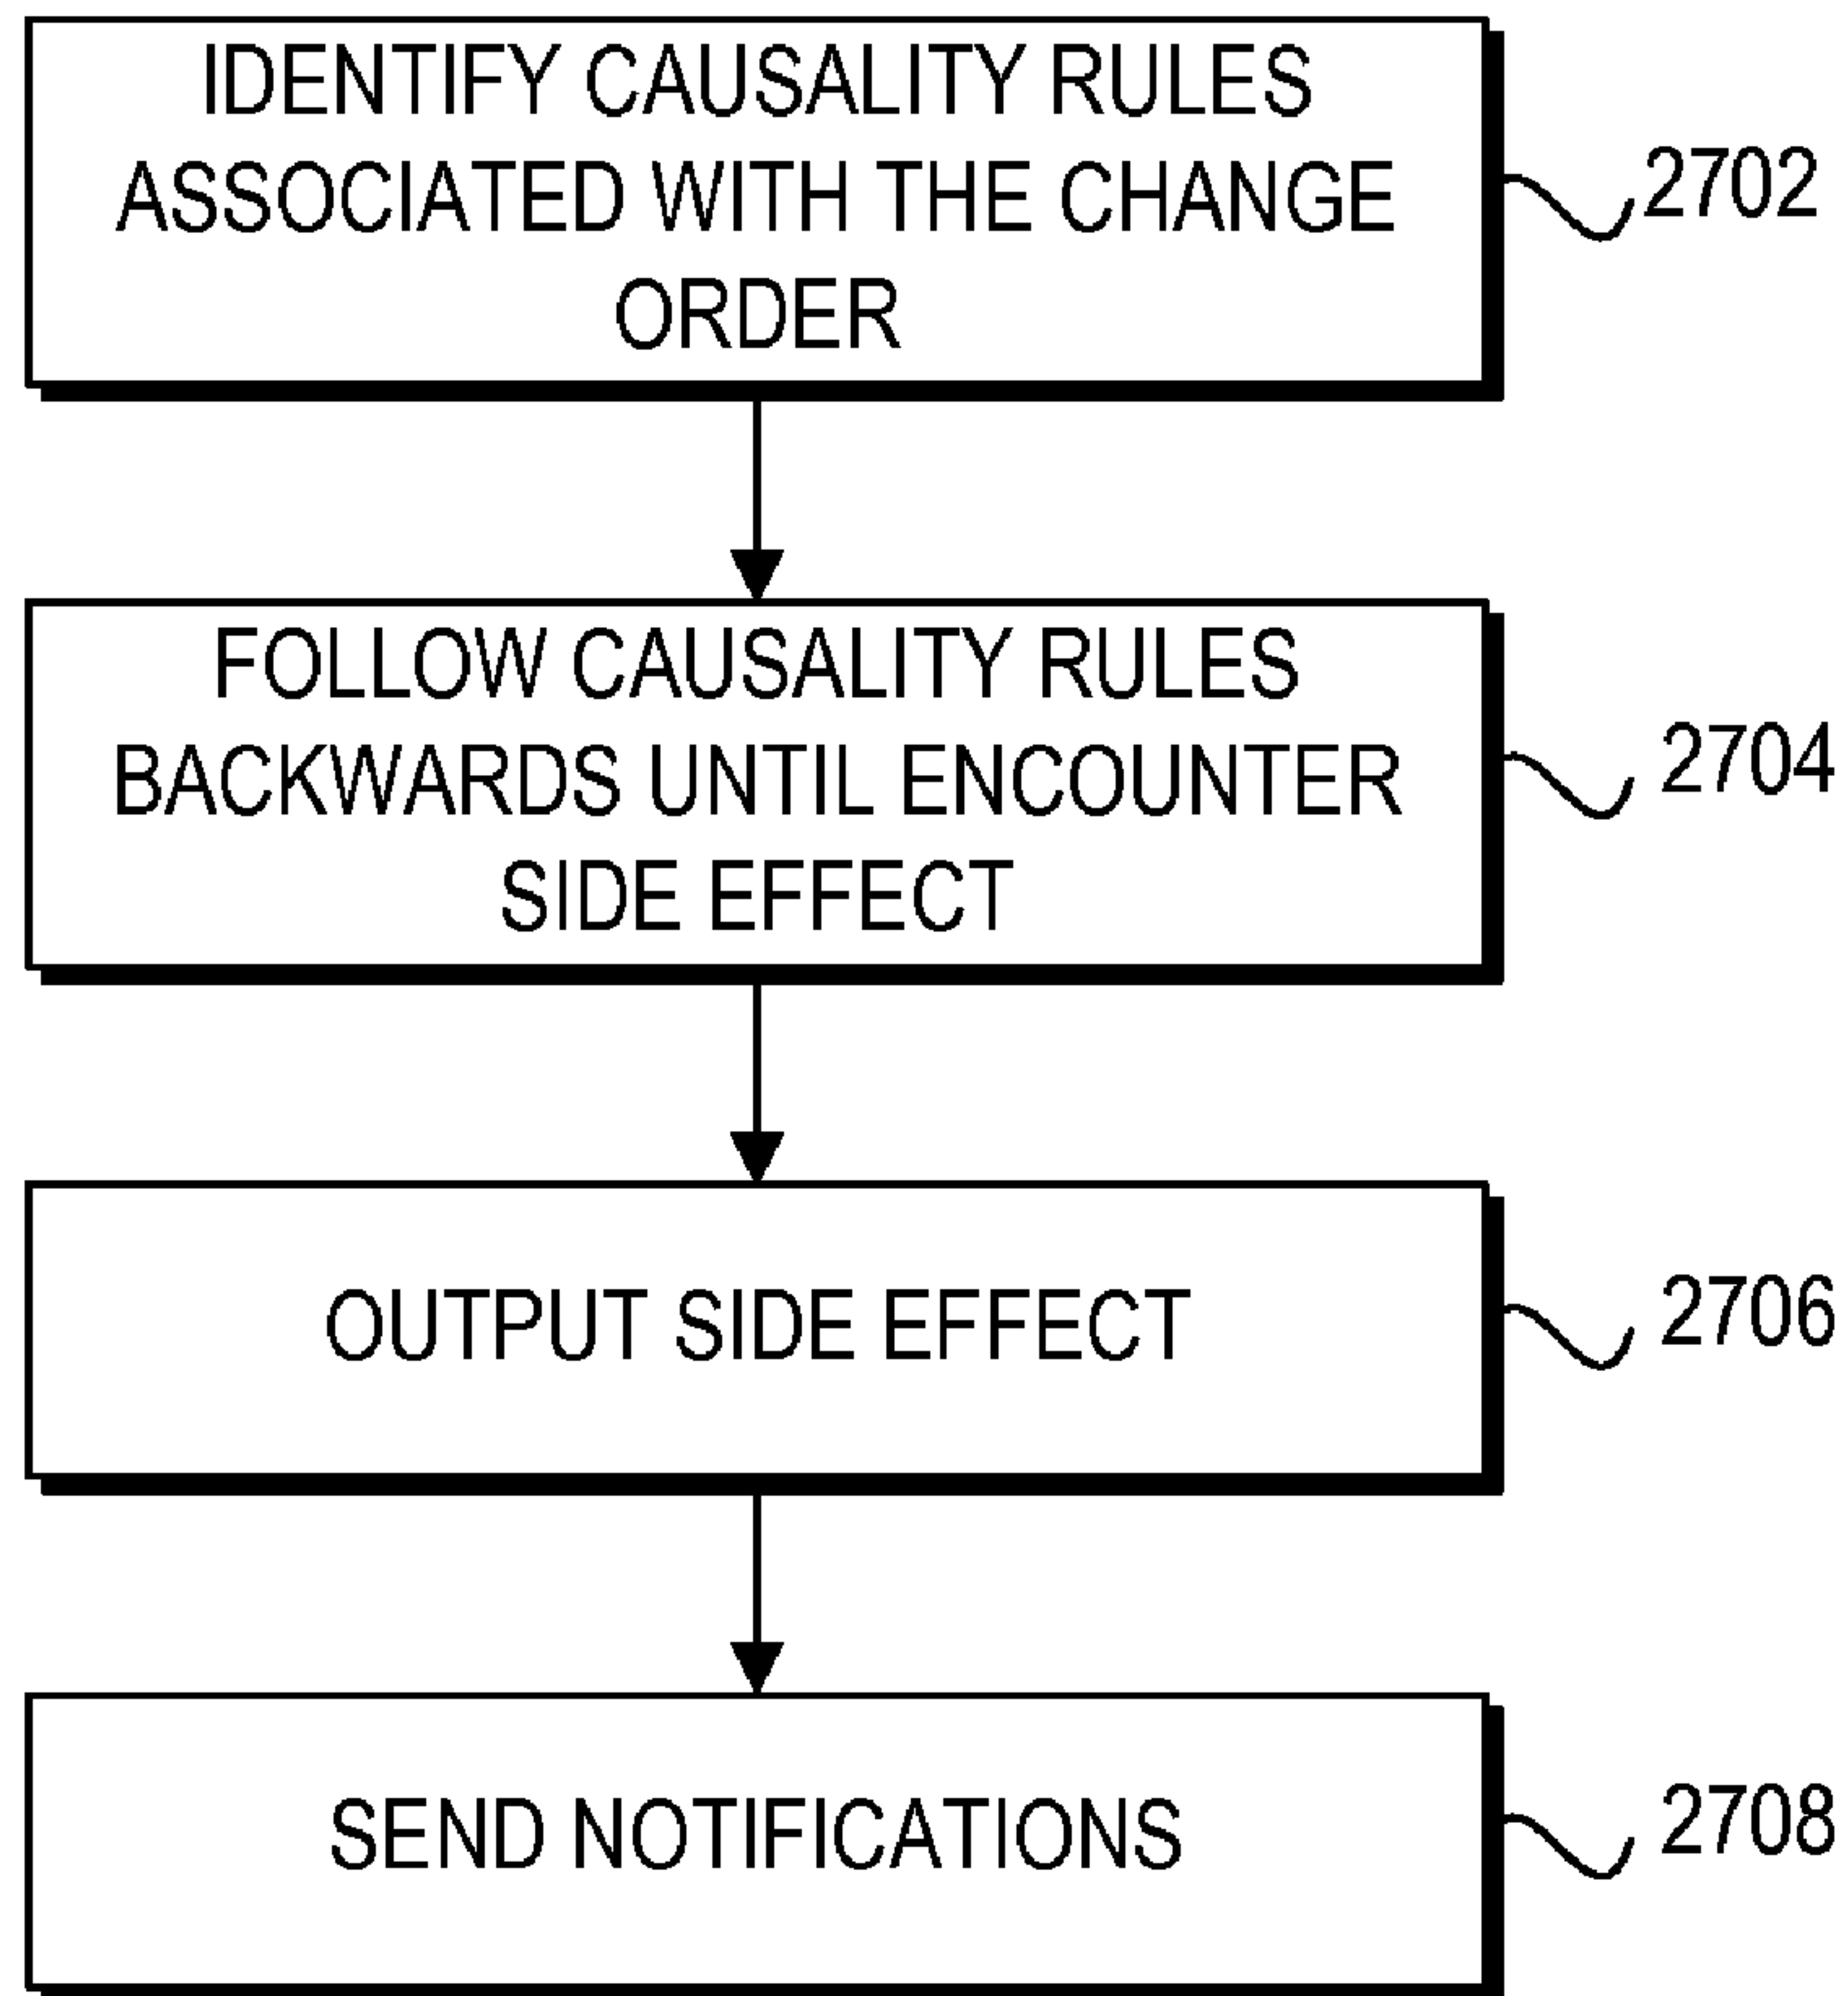 IDENTIFY CAUSALITY RULES
ASSOCIATED WITH THE CHANGE
ORDER
2702
FOLLOW CAUSALITY RULES
BACKWARDS UNTIL ENCOUNTER
SIDE EFFECT
2704
OUTPUT SIDE EFFECT
2706
SEND NOTIFICATIONS
2708